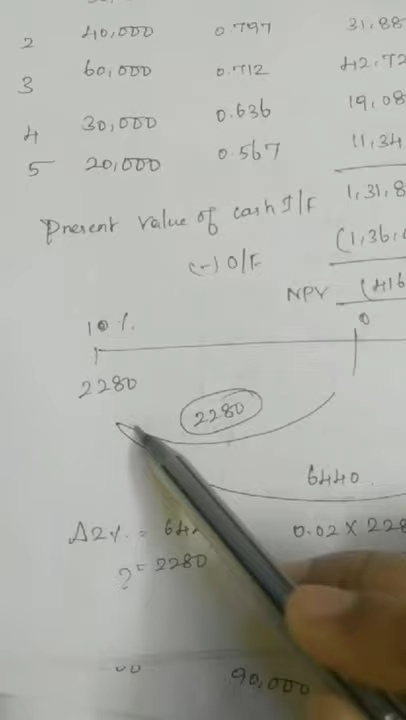 2 40,000 0.797 31,88
3 60,000 0.712 42,72
4 30,000 0.636 19,08
5 20,000 0.567 11,34
Present Value of cash I/F 1,31,8
(-) O/F (1,36,
NPV (416
10% 0
2280
2280
6440
Δ2% = 64 0.02 X 228
? = 2280
90,000